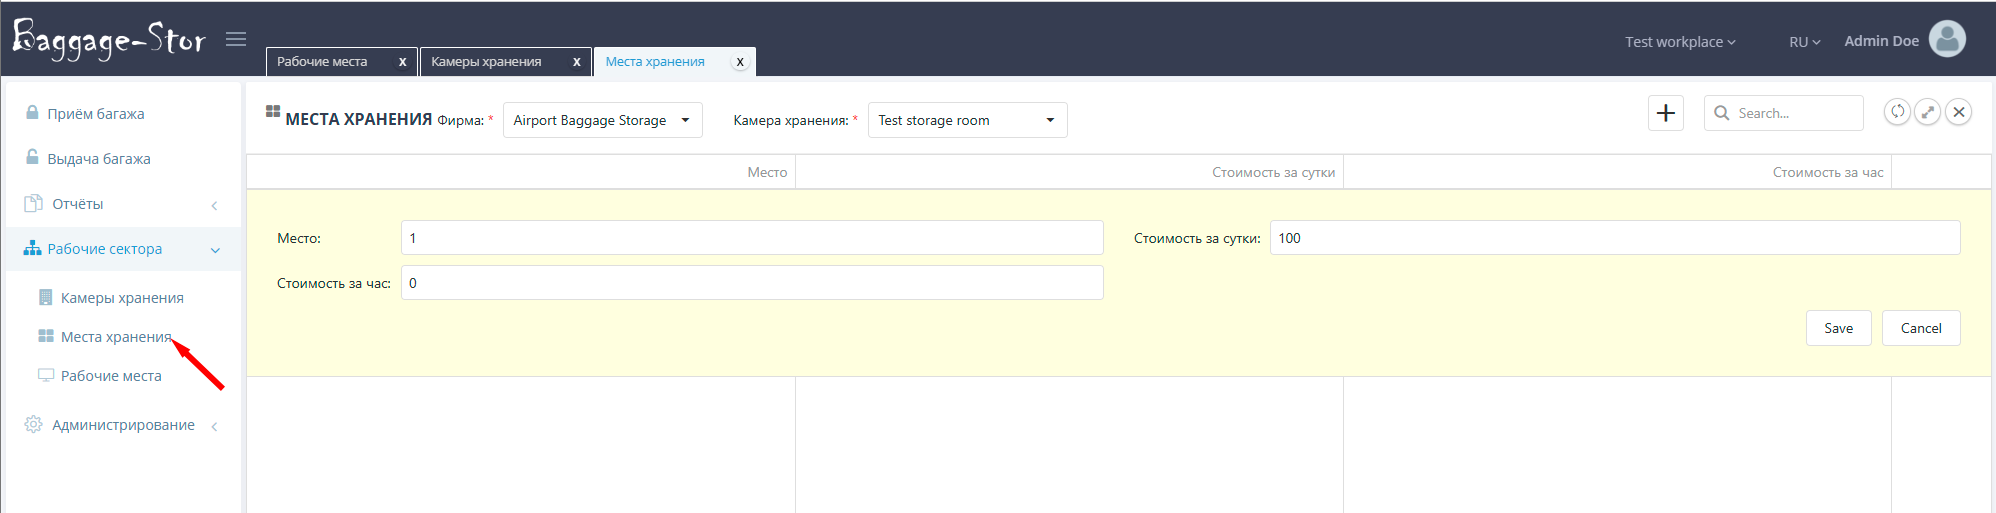 Baggage-Stor
Рабочие места x Камеры хранения x Места хранения x
Test workplace RU Admin Doe
Приём багажа
Выдача багажа
Отчёты
Рабочие сектора
Камеры хранения
Места хранения
Рабочие места
Администрирование
МЕСТА ХРАНЕНИЯ Фирма: * Airport Baggage Storage Камера хранения: * Test storage room + Search...
Место Стоимость за сутки Стоимость за час
Место: 1 Стоимость за сутки: 100
Стоимость за час: 0
Save Cancel